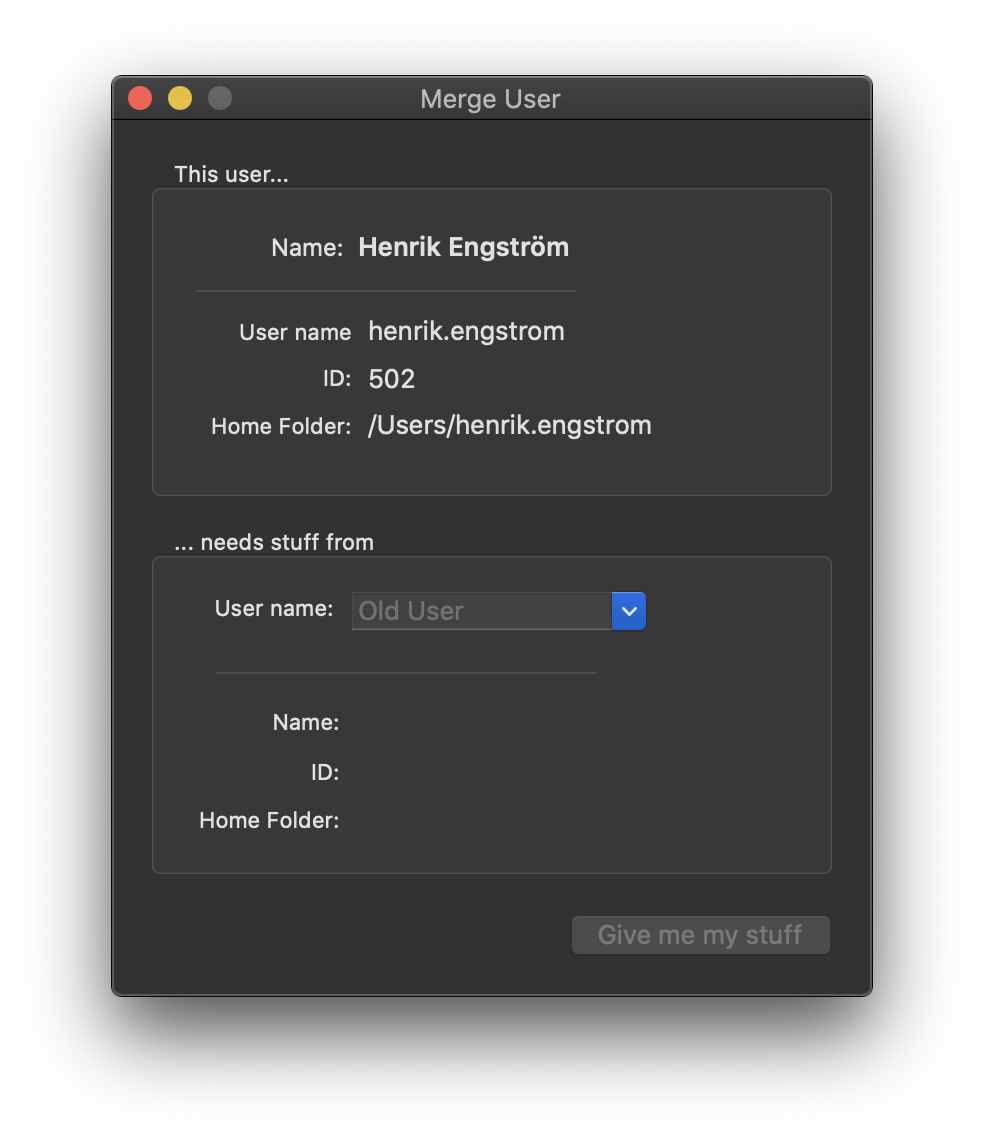 Merge User
This user...
Name: Henrik Engström
User name henrik.engstrom
ID: 502
Home Folder: /Users/henrik.engstrom
... needs stuff from
User name: Old User
Name:
ID:
Home Folder:
Give me my stuff